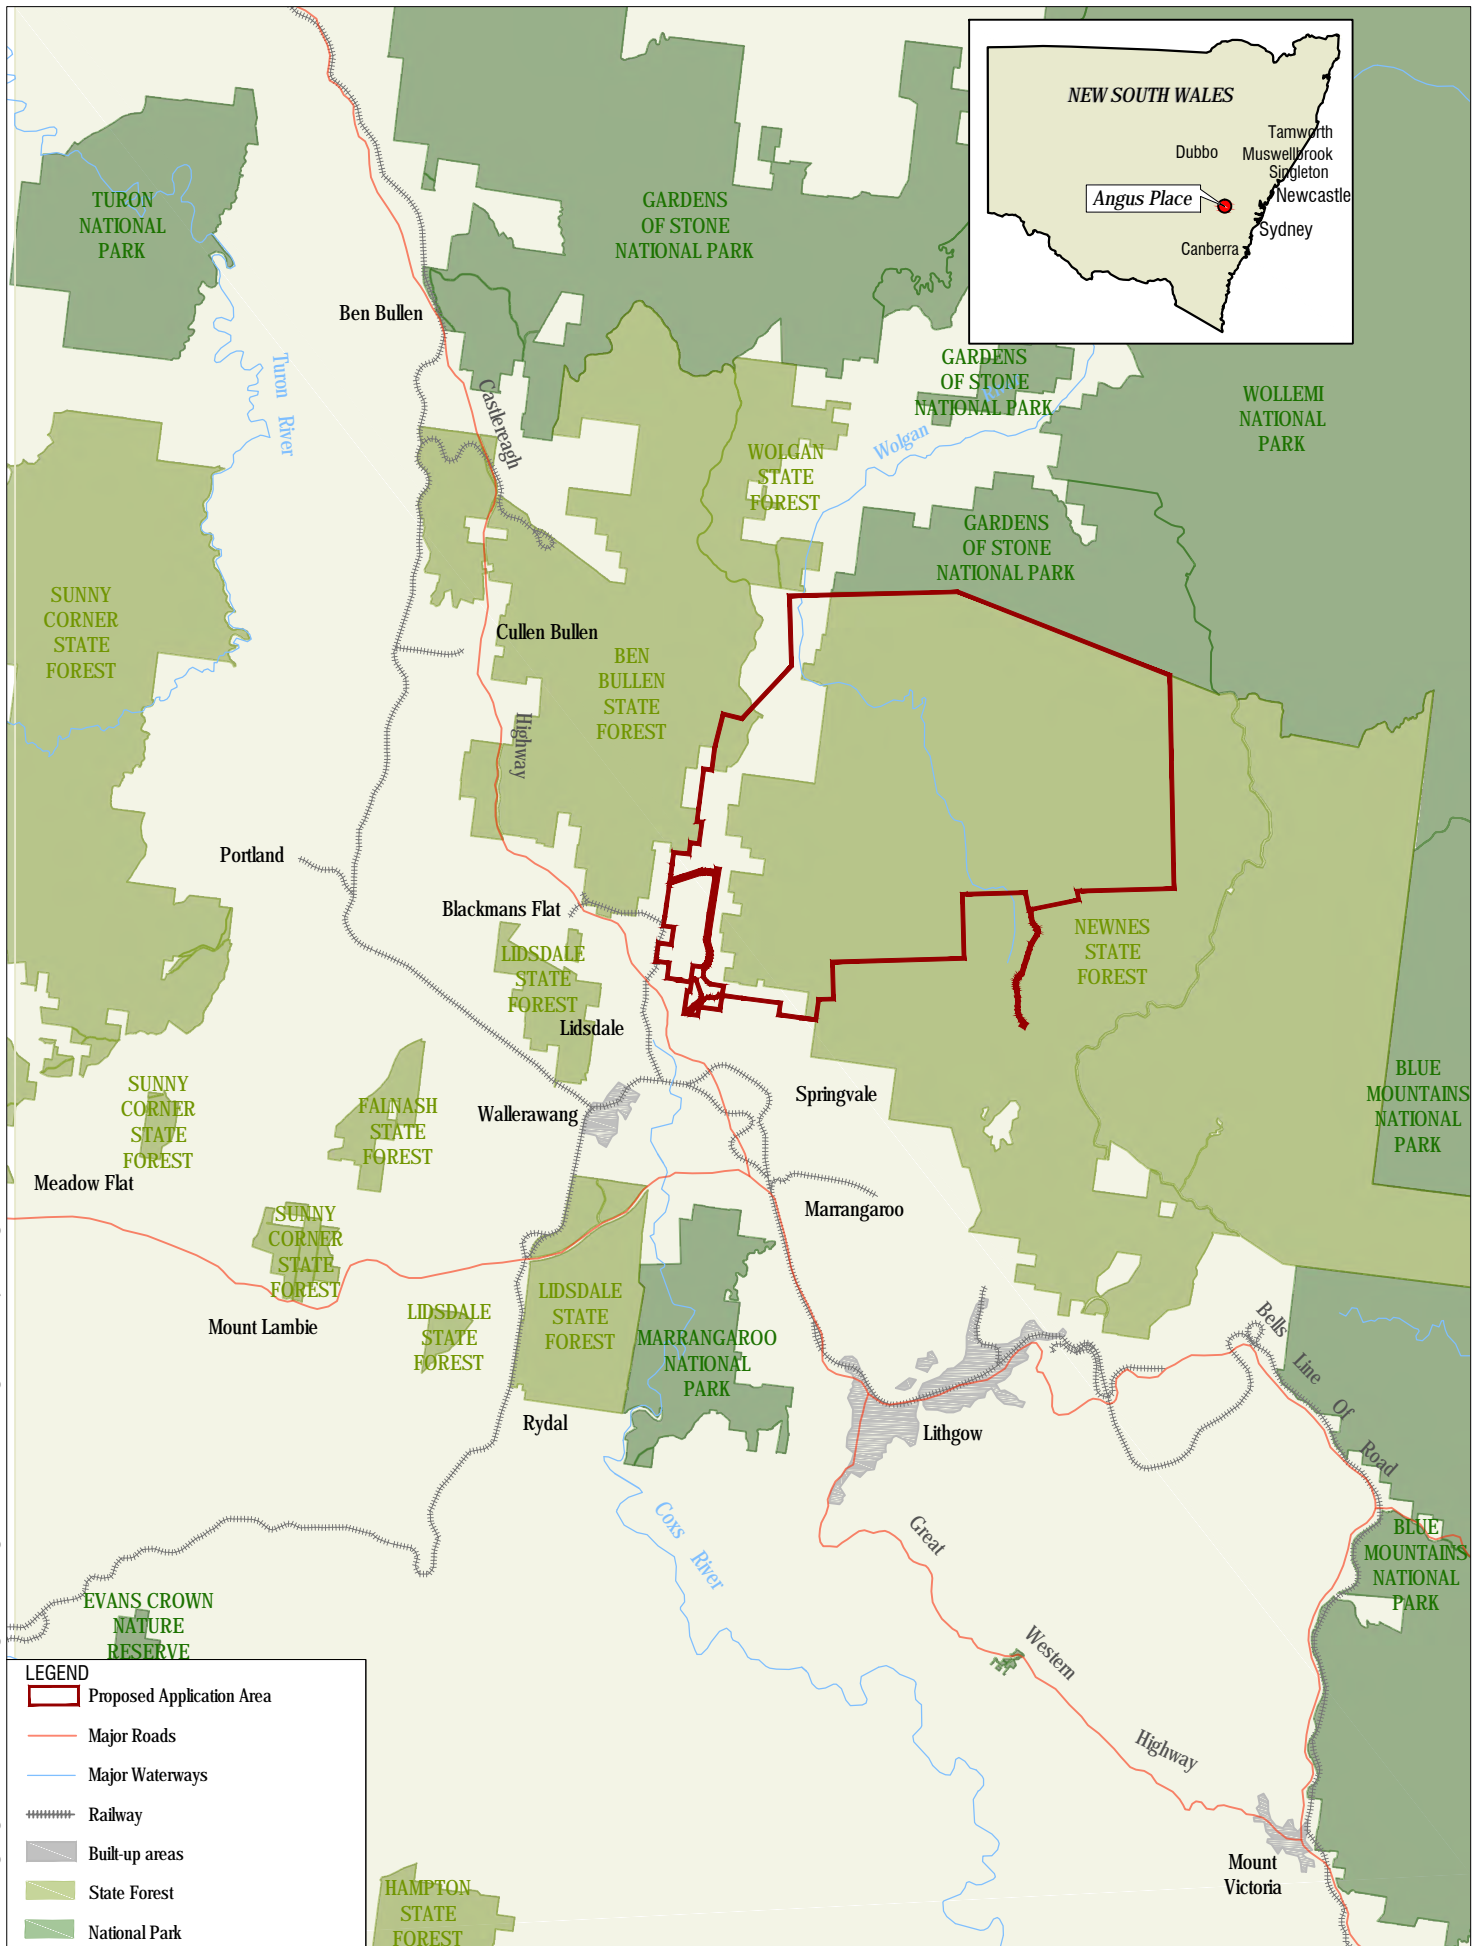 NEW SOUTH WALES
Tamworth
Dubbo
Muswellbrook
Singleton
Angus Place
Newcastle
Sydney
Canberra
TURON
NATIONAL
PARK
GARDENS
OF STONE
NATIONAL PARK
Ben Bullen
Turon River
Castlereagh
GARDENS
OF STONE
NATIONAL PARK
River
Wolgan
WOLLEMI
NATIONAL
PARK
WOLGAN
STATE
FOREST
GARDENS
OF STONE
NATIONAL PARK
SUNNY
CORNER
STATE
FOREST
Cullen Bullen
BEN
BULLEN
STATE
FOREST
Highway
Portland
Blackmans Flat
LIDSDALE
STATE
FOREST
NEWNES
STATE
FOREST
Lidsdale
SUNNY
CORNER
STATE
FOREST
FALNASH
STATE
FOREST
Wallerawang
Springvale
BLUE
MOUNTAINS
NATIONAL
PARK
Meadow Flat
Marrangaroo
SUNNY
CORNER
STATE
FOREST
Mount Lambie
LIDSDALE
STATE
FOREST
LIDSDALE
STATE
FOREST
MARRANGAROO
NATIONAL
PARK
Bells
Line
Of
Road
Rydal
Lithgow
Coxs River
Great
Western
Highway
BLUE
MOUNTAINS
NATIONAL
PARK
EVANS CROWN
NATURE
RESERVE
Mount
Victoria
HAMPTON
STATE
FOREST
LEGEND
Proposed Application Area
Major Roads
Major Waterways
Railway
Built-up areas
State Forest
National Park